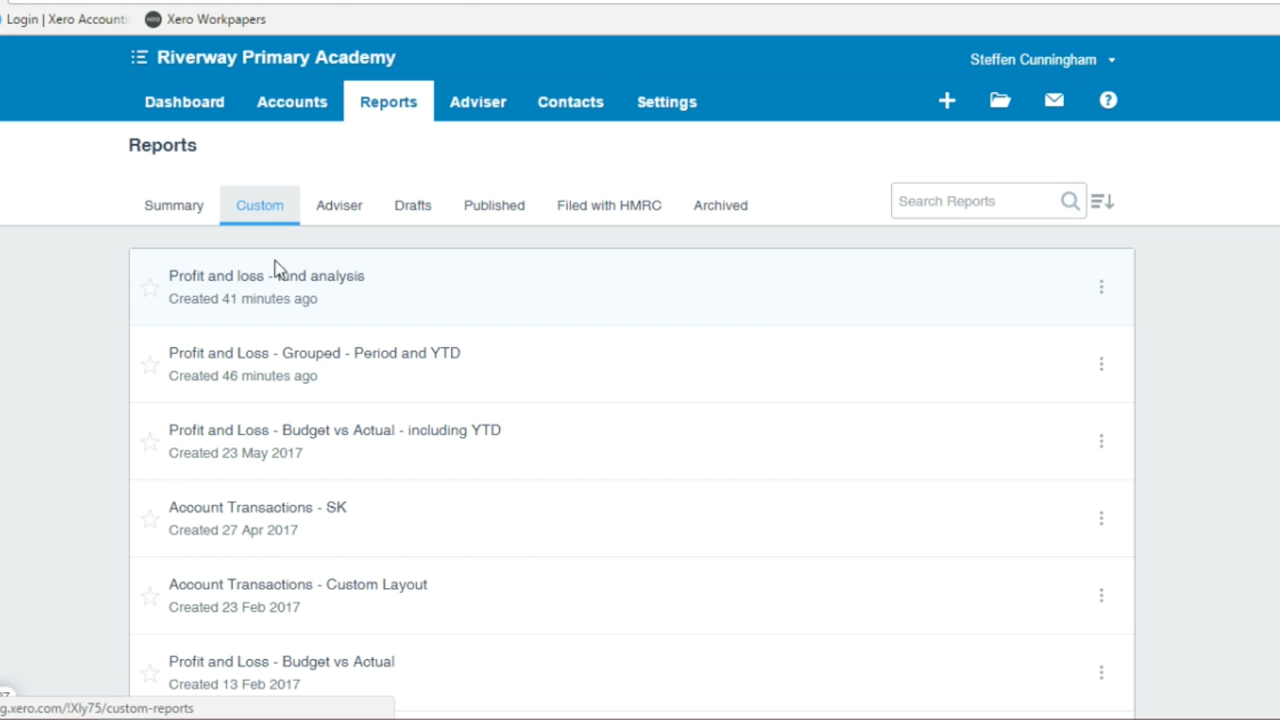 Login | Xero Accounti
Xero Workpapers
Riverway Primary Academy
Steffen Cunningham
Dashboard Accounts Reports Adviser Contacts Settings
Reports
Summary Custom Adviser Drafts Published Filed with HMRC Archived
Search Reports
Profit and loss - analysis
Created 41 minutes ago
Profit and Loss - Grouped - Period and YTD
Created 46 minutes ago
Profit and Loss - Budget vs Actual - including YTD
Created 23 May 2017
Account Transactions - SK
Created 27 Apr 2017
Account Transactions - Custom Layout
Created 23 Feb 2017
Profit and Loss - Budget vs Actual
Created 13 Feb 2017
g.xero.com/!Xly75/custom-reports